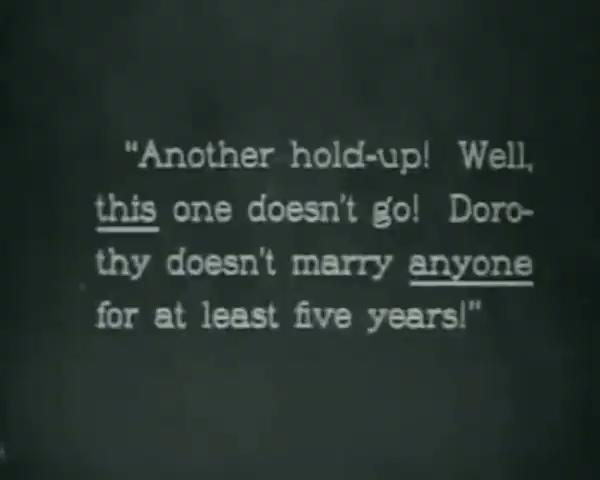 "Another hold-up! Well,
this one doesn't go! Doro-
thy doesn't marry anyone
for at least five years!"